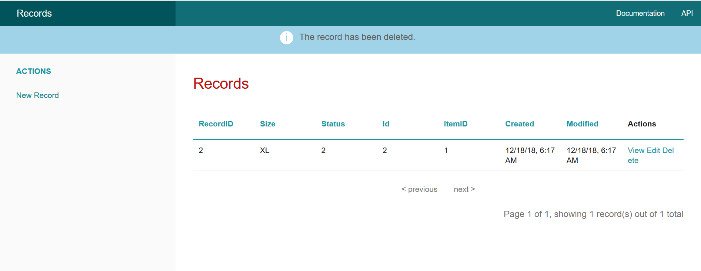 Records
Documentation API
i The record has been deleted.
ACTIONS
New Record
Records
RecordID Size Status Id ItemID Created Modified Actions
2 XL 2 2 1 12/18/18, 6:17 12/18/18, 6:17 View Edit Del
AM AM ete
< previous next >
Page 1 of 1, showing 1 record(s) out of 1 total